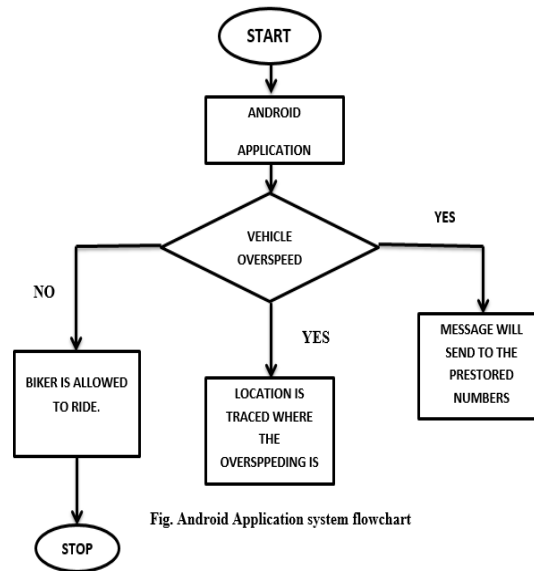 START
ANDROID
APPLICATION
VEHICLE
OVERSPEED
YES
NO
YES
MESSAGE WILL
SEND TO THE
PRESTORED
NUMBERS
BIKER IS ALLOWED
TO RIDE.
LOCATION IS
TRACED WHERE
THE
OVERSPPEDING IS
Fig. Android Application system flowchart
STOP